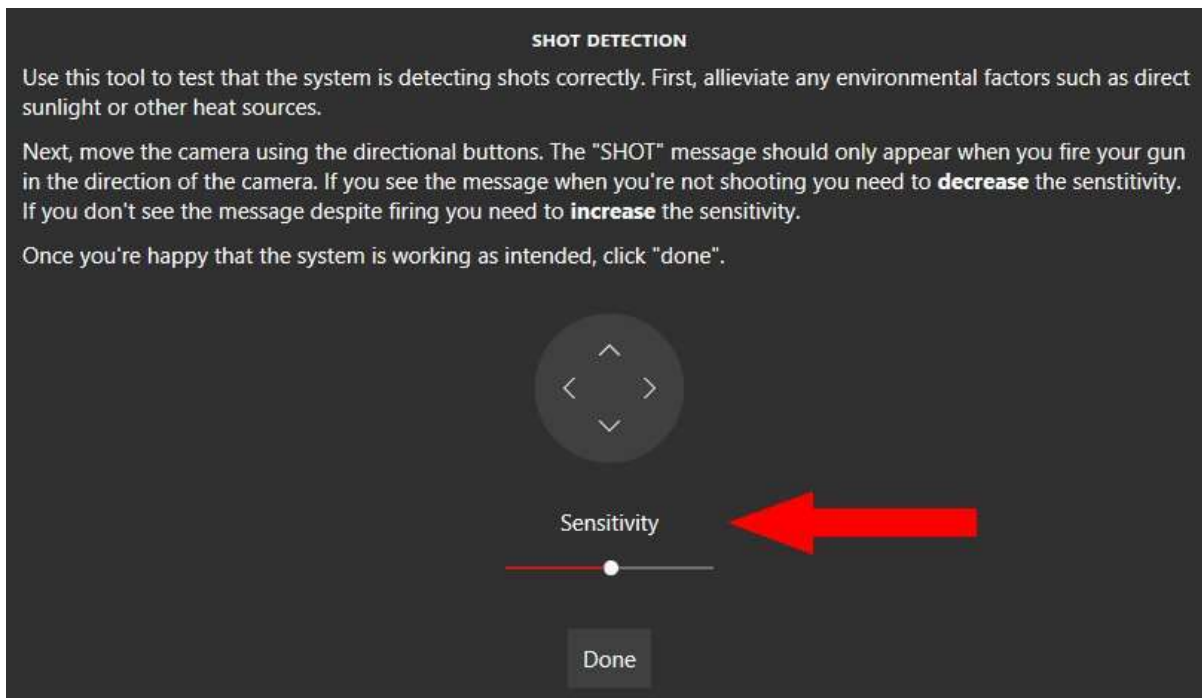 SHOT DETECTION
Use this tool to test that the system is detecting shots correctly. First, allieviate any environmental factors such as direct
sunlight or other heat sources.
Next, move the camera using the directional buttons. The "SHOT" message should only appear when you fire your gun
in the direction of the camera. If you see the message when you're not shooting you need to decrease the senstitivity.
If you don't see the message despite firing you need to increase the sensitivity.
Once you're happy that the system is working as intended, click "done".
Sensitivity
Done